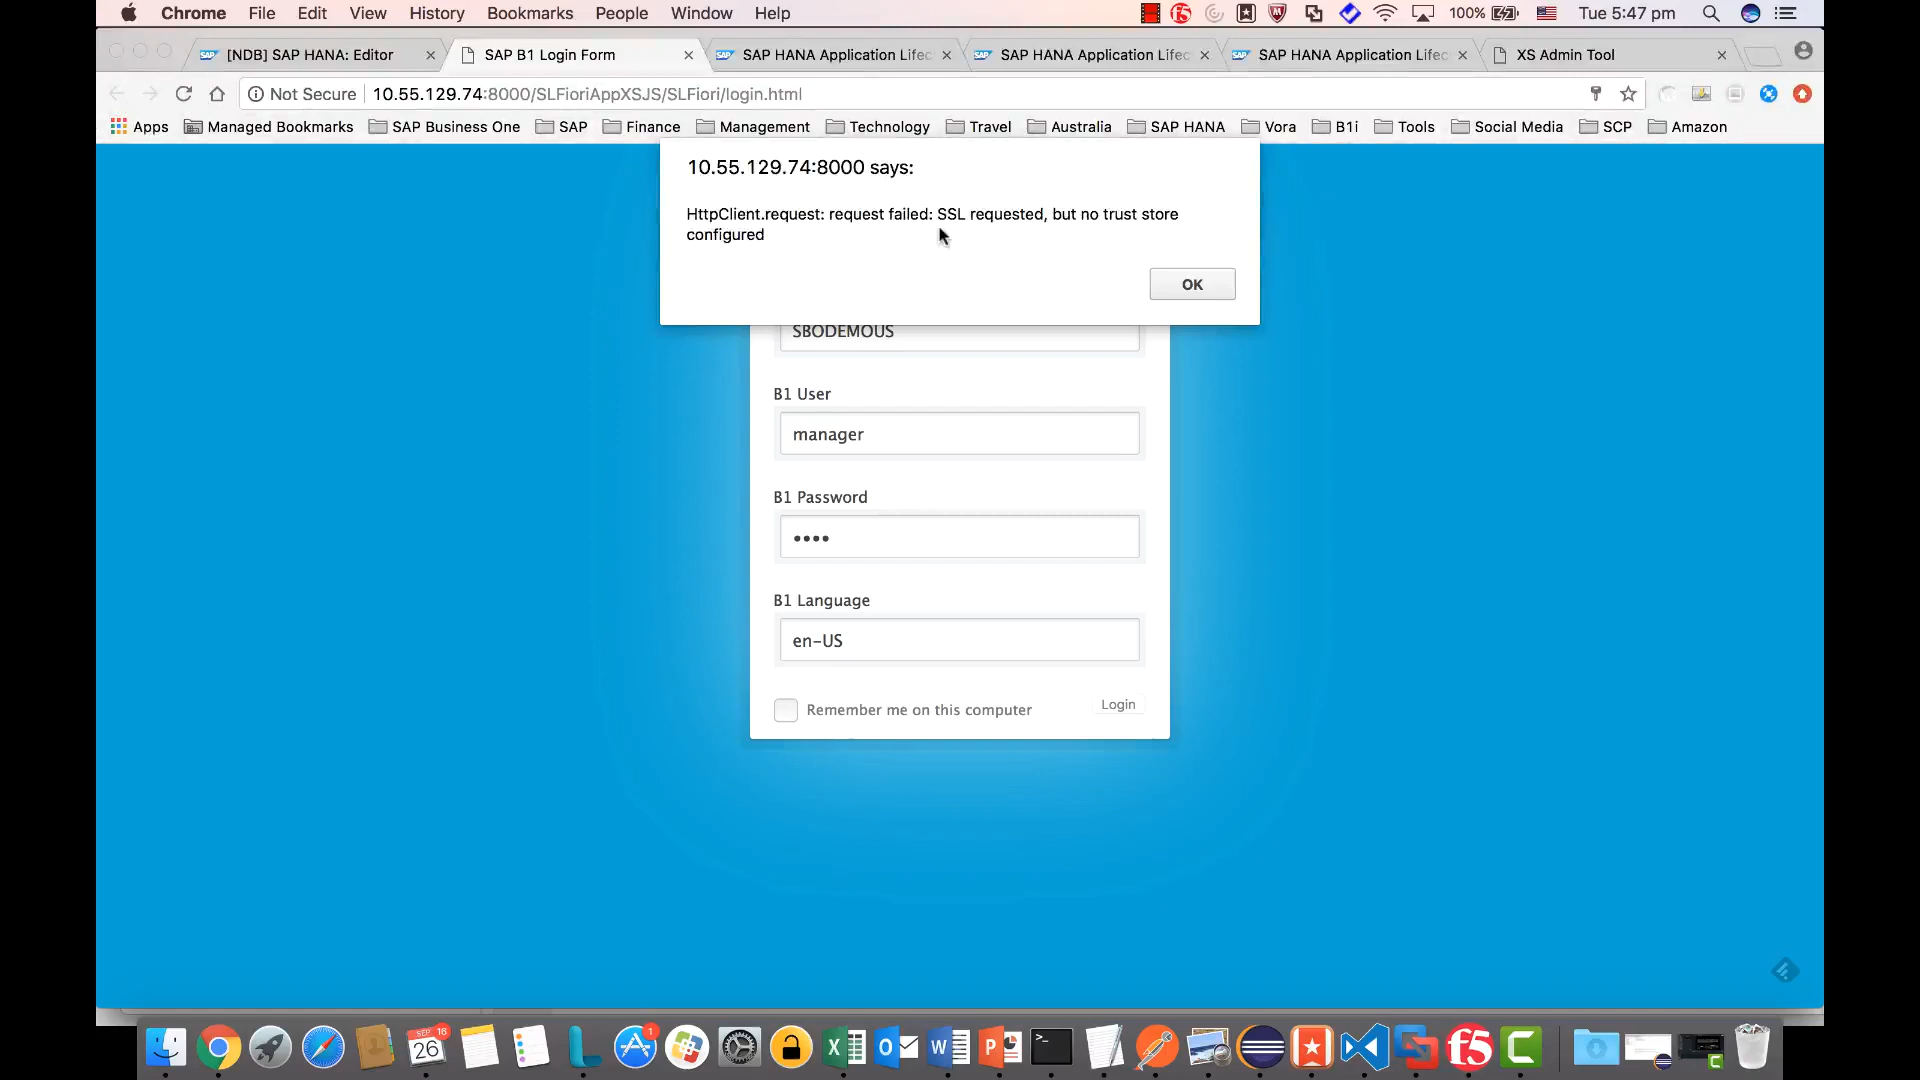 Chrome File Edit View History Bookmarks People Window Help 100% Tue 5:47 pm
[NDB] SAP HANA: Editor SAP B1 Login Form SAP HANA Application Lifec SAP HANA Application Lifec SAP HANA Application Lifec XS Admin Tool
Not Secure 10.55.129.74:8000/SLFioriAppXSJS/SLFiori/login.html
Apps Managed Bookmarks SAP Business One SAP Finance Management Technology Travel Australia SAP HANA Vora B1i Tools Social Media SCP Amazon
10.55.129.74:8000 says:
HttpClient.request: request failed: SSL requested, but no trust store
configured
OK
SBODEMOUS
B1 User
manager
B1 Password
••••
B1 Language
en-US
Remember me on this computer Login
SEP 16
26
1